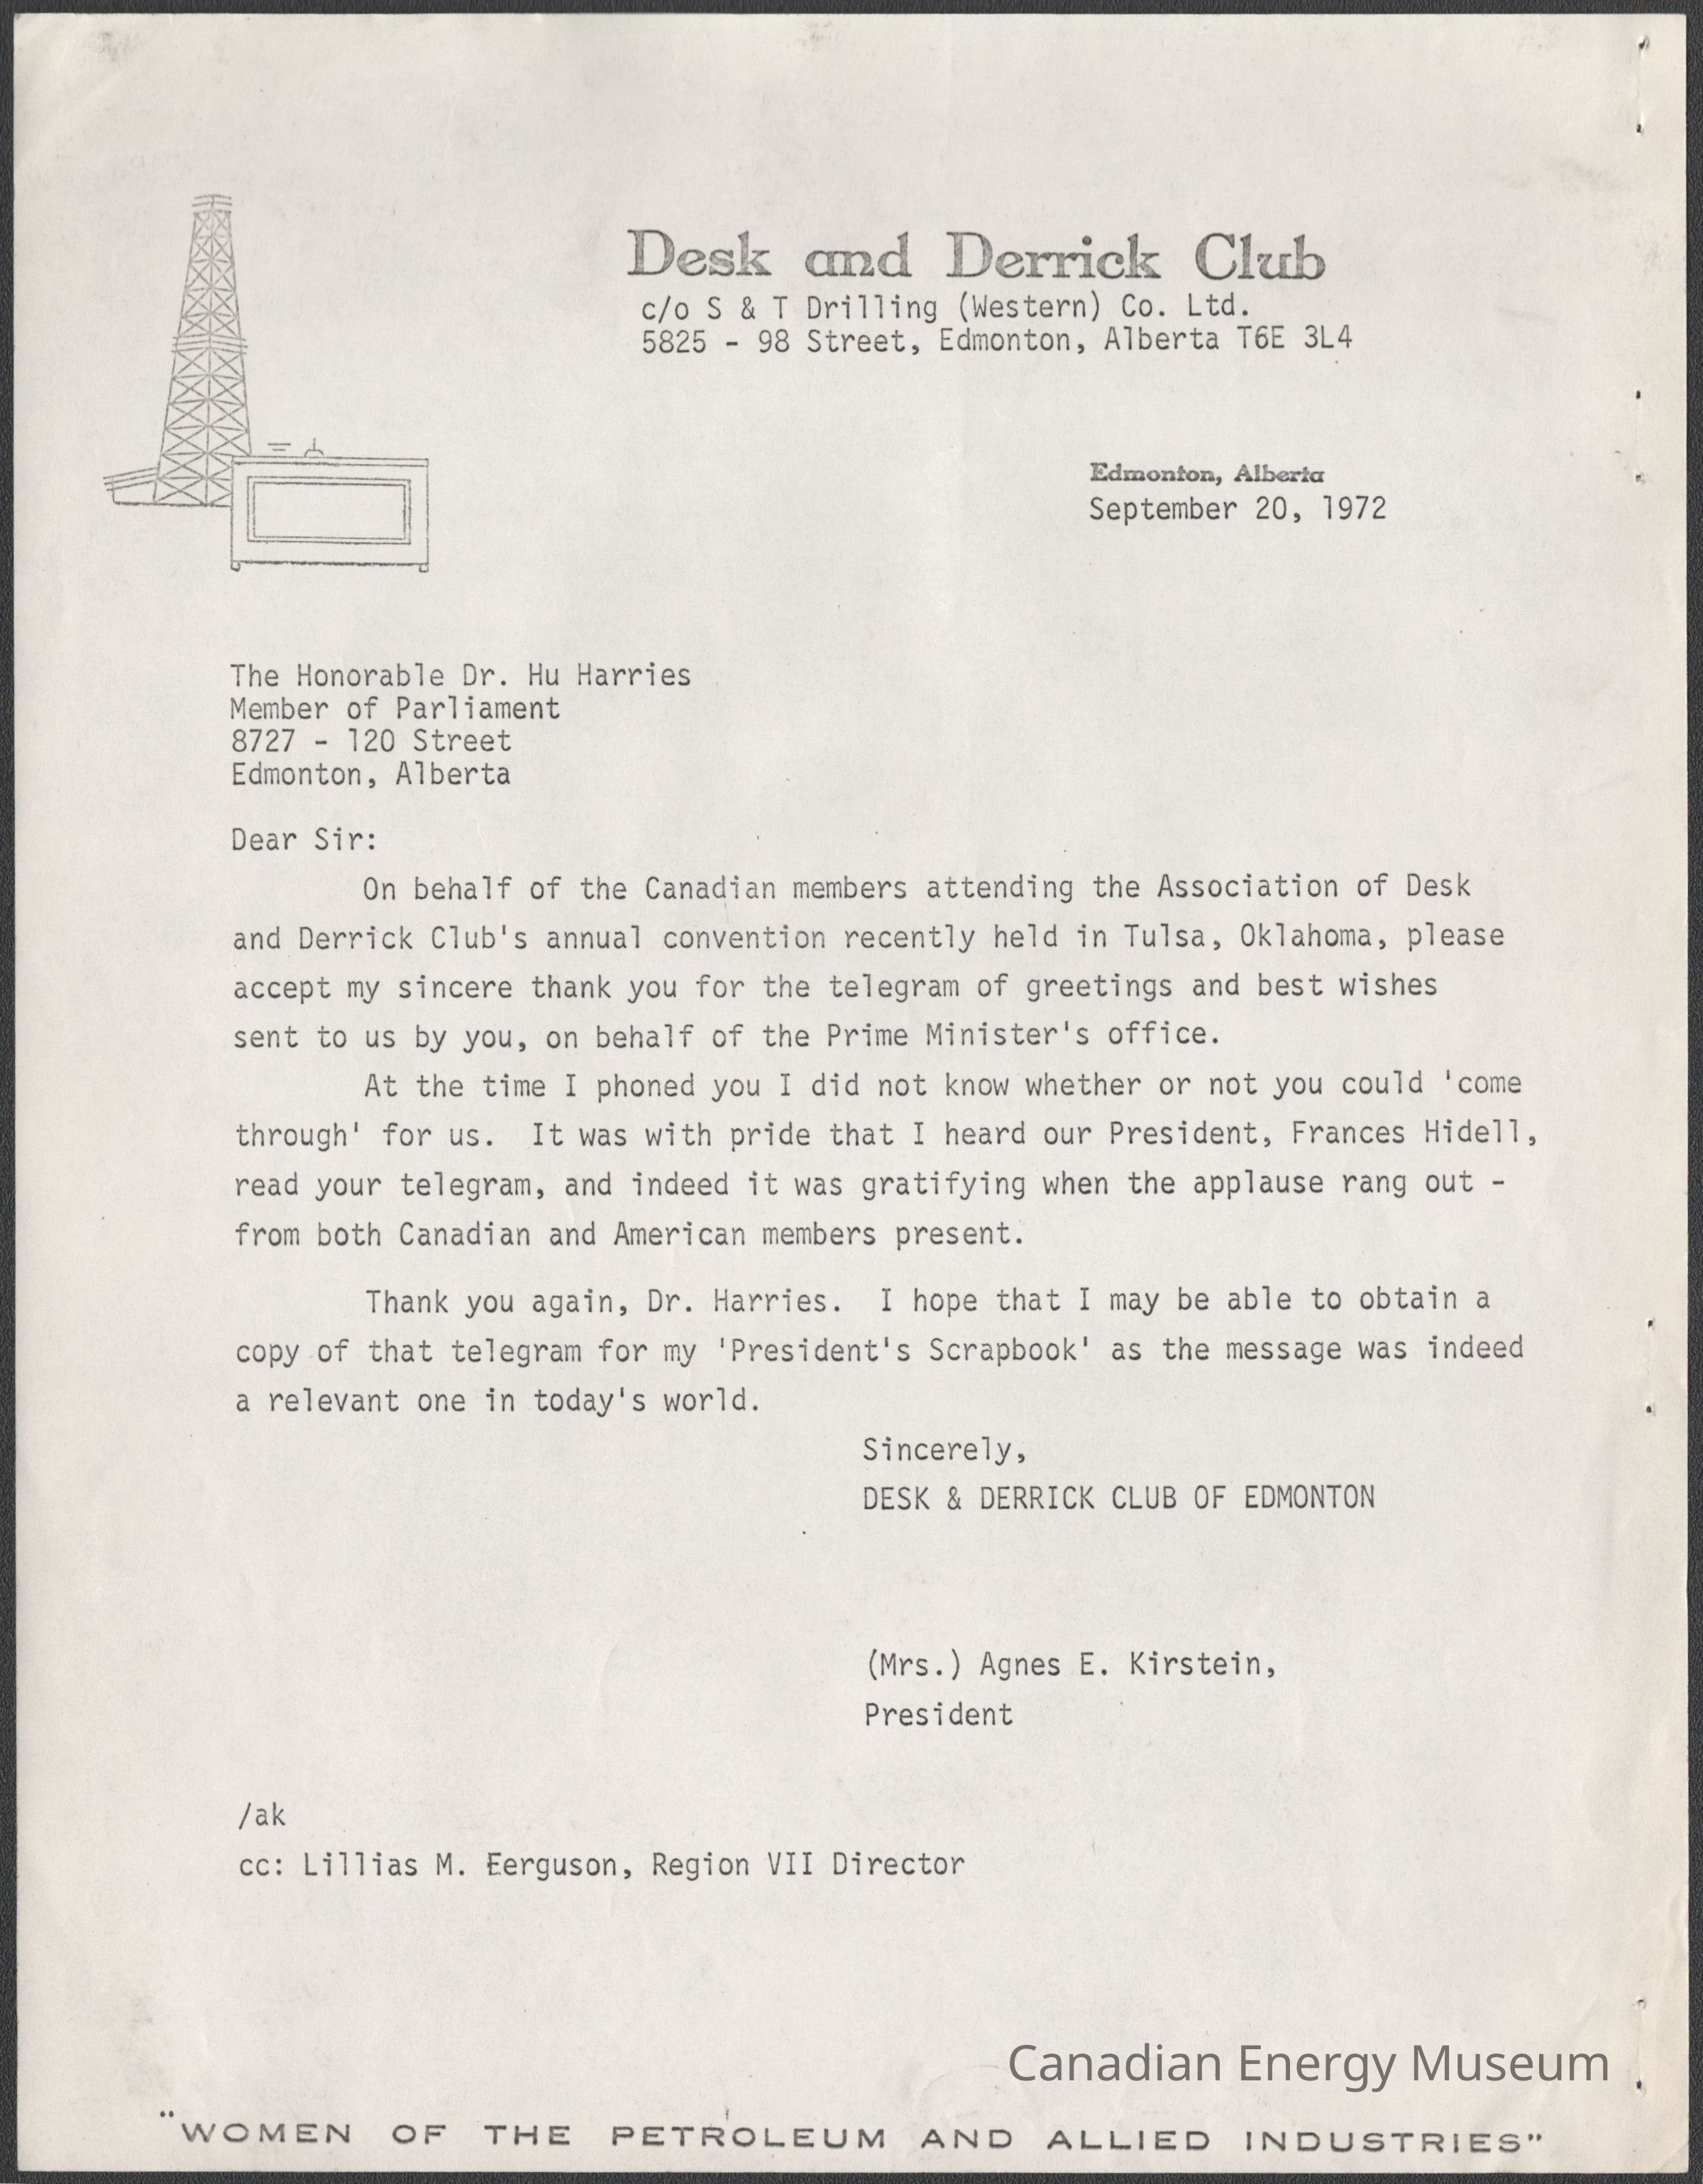 Desk and Derrick Club
c/o S & T Drilling (Western) Co. Ltd.
5825 - 98 Street, Edmonton, Alberta T6E 3L4
Edmonton, Alberta
September 20, 1972
The Honorable Dr. Hu Harries
Member of Parliament
8727 - 120 Street
Edmonton, Alberta
Dear Sir:
On behalf of the Canadian members attending the Association of Desk
and Derrick Club's annual convention recently held in Tulsa, Oklahoma, please
accept my sincere thank you for the telegram of greetings and best wishes
sent to us by you, on behalf of the Prime Minister's office.
At the time I phoned you I did not know whether or not you could 'come
through' for us.  It was with pride that I heard our President, Frances Hidell,
read your telegram, and indeed it was gratifying when the applause rang out -
from both Canadian and American members present.
Thank you again, Dr. Harries.  I hope that I may be able to obtain a
copy of that telegram for my 'President's Scrapbook' as the message was indeed
a relevant one in today's world.
Sincerely,
DESK & DERRICK CLUB OF EDMONTON
(Mrs.) Agnes E. Kirstein,
President
/ak
cc: Lillias M. Eerguson, Region VII Director
Canadian Energy Museum
"WOMEN OF THE PETROLEUM AND ALLIED INDUSTRIES"